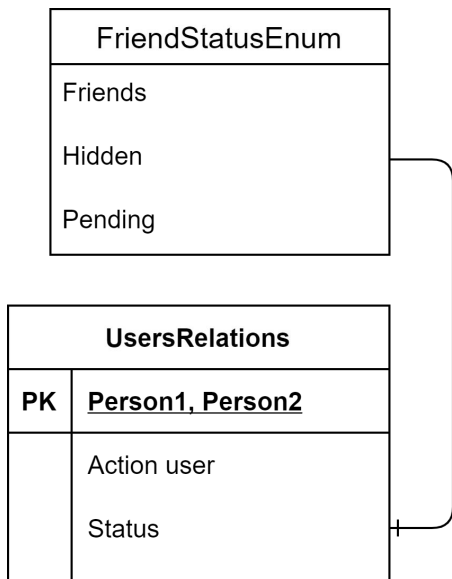 FriendStatusEnum
Friends
Hidden
Pending
UsersRelations
PK Person1, Person2
Action user
Status